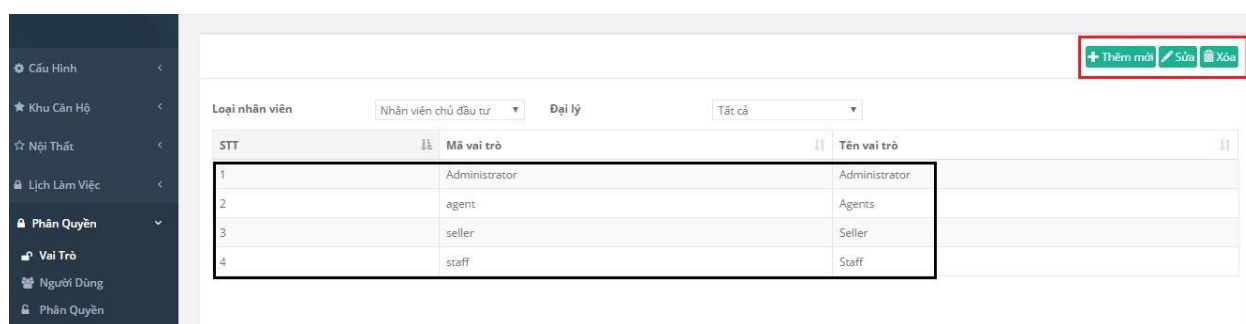 Cấu Hình
Khu Căn Hộ
Nội Thất
Lịch Làm Việc
Phân Quyền
Vai Trò
Người Dùng
Phân Quyền
Thêm mới Sửa Xóa
Loại nhân viên Nhân viên chủ đầu tư Đại lý Tất cả
STT Mã vai trò Tên vai trò
1 Administrator Administrator
2 agent Agents
3 seller Seller
4 staff Staff